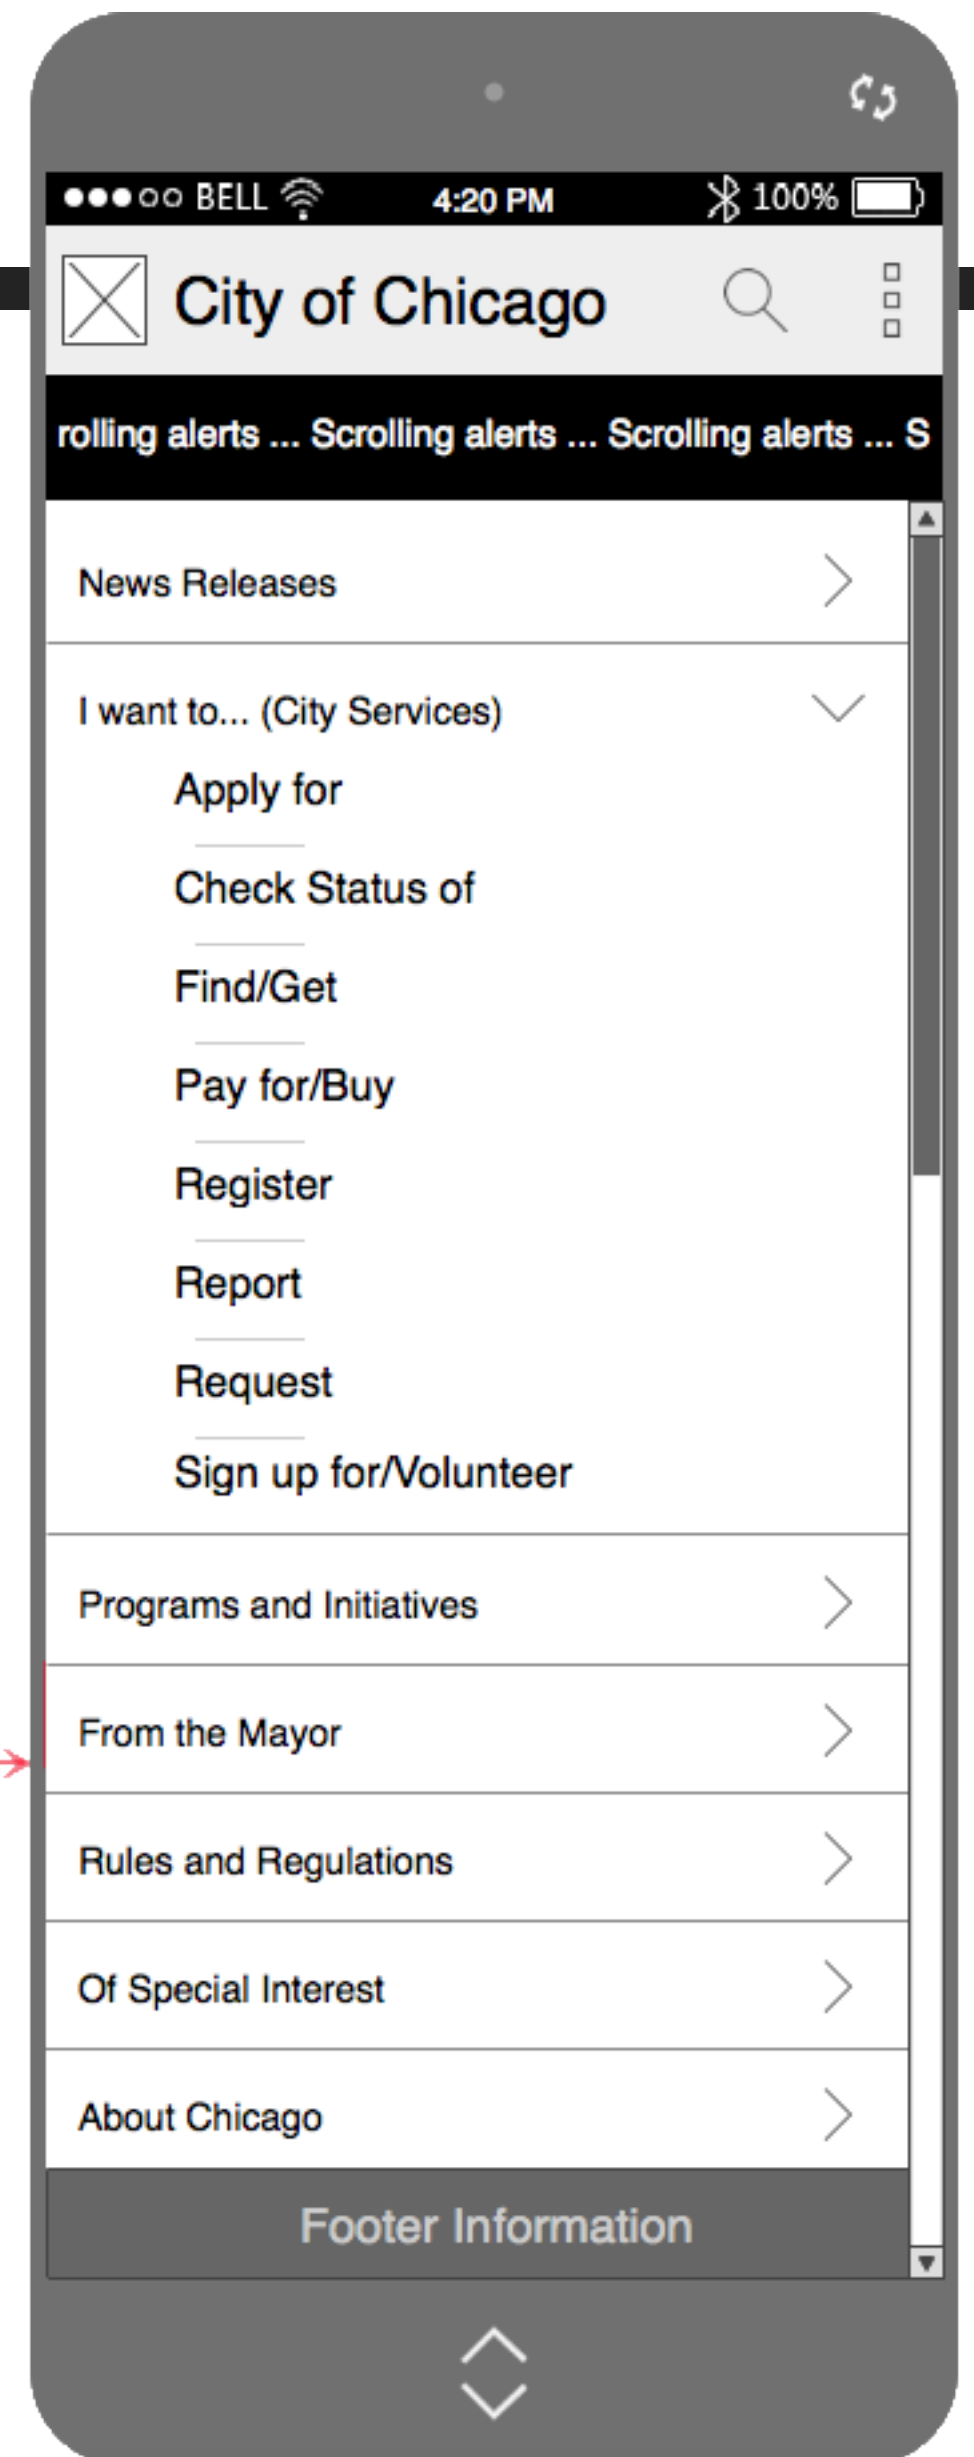 BELL 4:20 PM 100%
City of Chicago
rolling alerts ... Scrolling alerts ... Scrolling alerts ... S
News Releases
I want to... (City Services)
Apply for
Check Status of
Find/Get
Pay for/Buy
Register
Report
Request
Sign up for/Volunteer
Programs and Initiatives
From the Mayor
Rules and Regulations
Of Special Interest
About Chicago
Footer Information